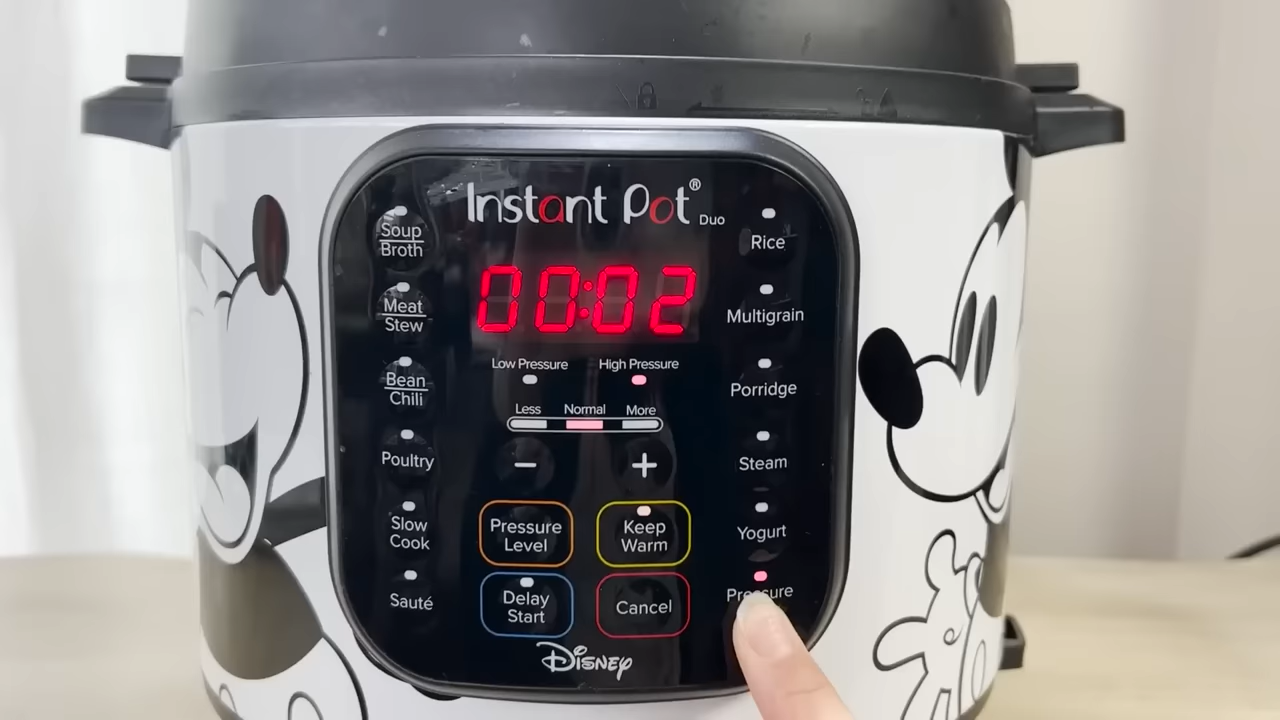 Instant Pot® Duo
00:02
Soup
Broth
Meat
Stew
Bean
Chili
Poultry
Slow
Cook
Sauté
Low Pressure
High Pressure
Less
Normal
More
−
+
Pressure
Level
Keep
Warm
Delay
Start
Cancel
Disney
Rice
Multigrain
Porridge
Steam
Yogurt
Pressure